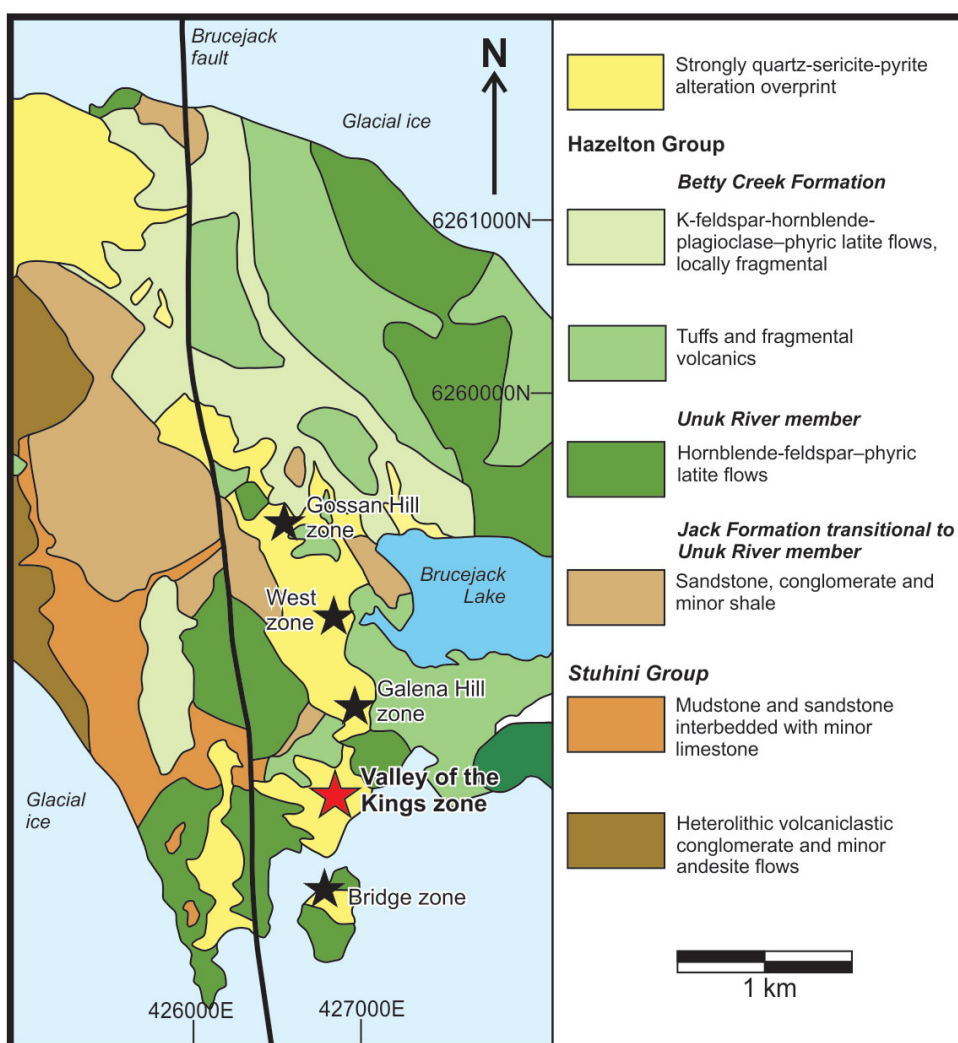 Brucejack
fault
N
Glacial ice
6261000N
6260000N
Gossan Hill
zone
West
zone
Brucejack
Lake
Galena Hill
zone
Valley of the
Kings zone
Glacial
ice
Bridge zone
426000E
427000E
Strongly quartz-sericite-pyrite
alteration overprint
Hazelton Group
Betty Creek Formation
K-feldspar-hornblende-
plagioclase–phyric latite flows,
locally fragmental
Tuffs and fragmental
volcanics
Unuk River member
Hornblende-feldspar–phyric
latite flows
Jack Formation transitional to
Unuk River member
Sandstone, conglomerate and
minor shale
Stuhini Group
Mudstone and sandstone
interbedded with minor
limestone
Heterolithic volcaniclastic
conglomerate and minor
andesite flows
1 km